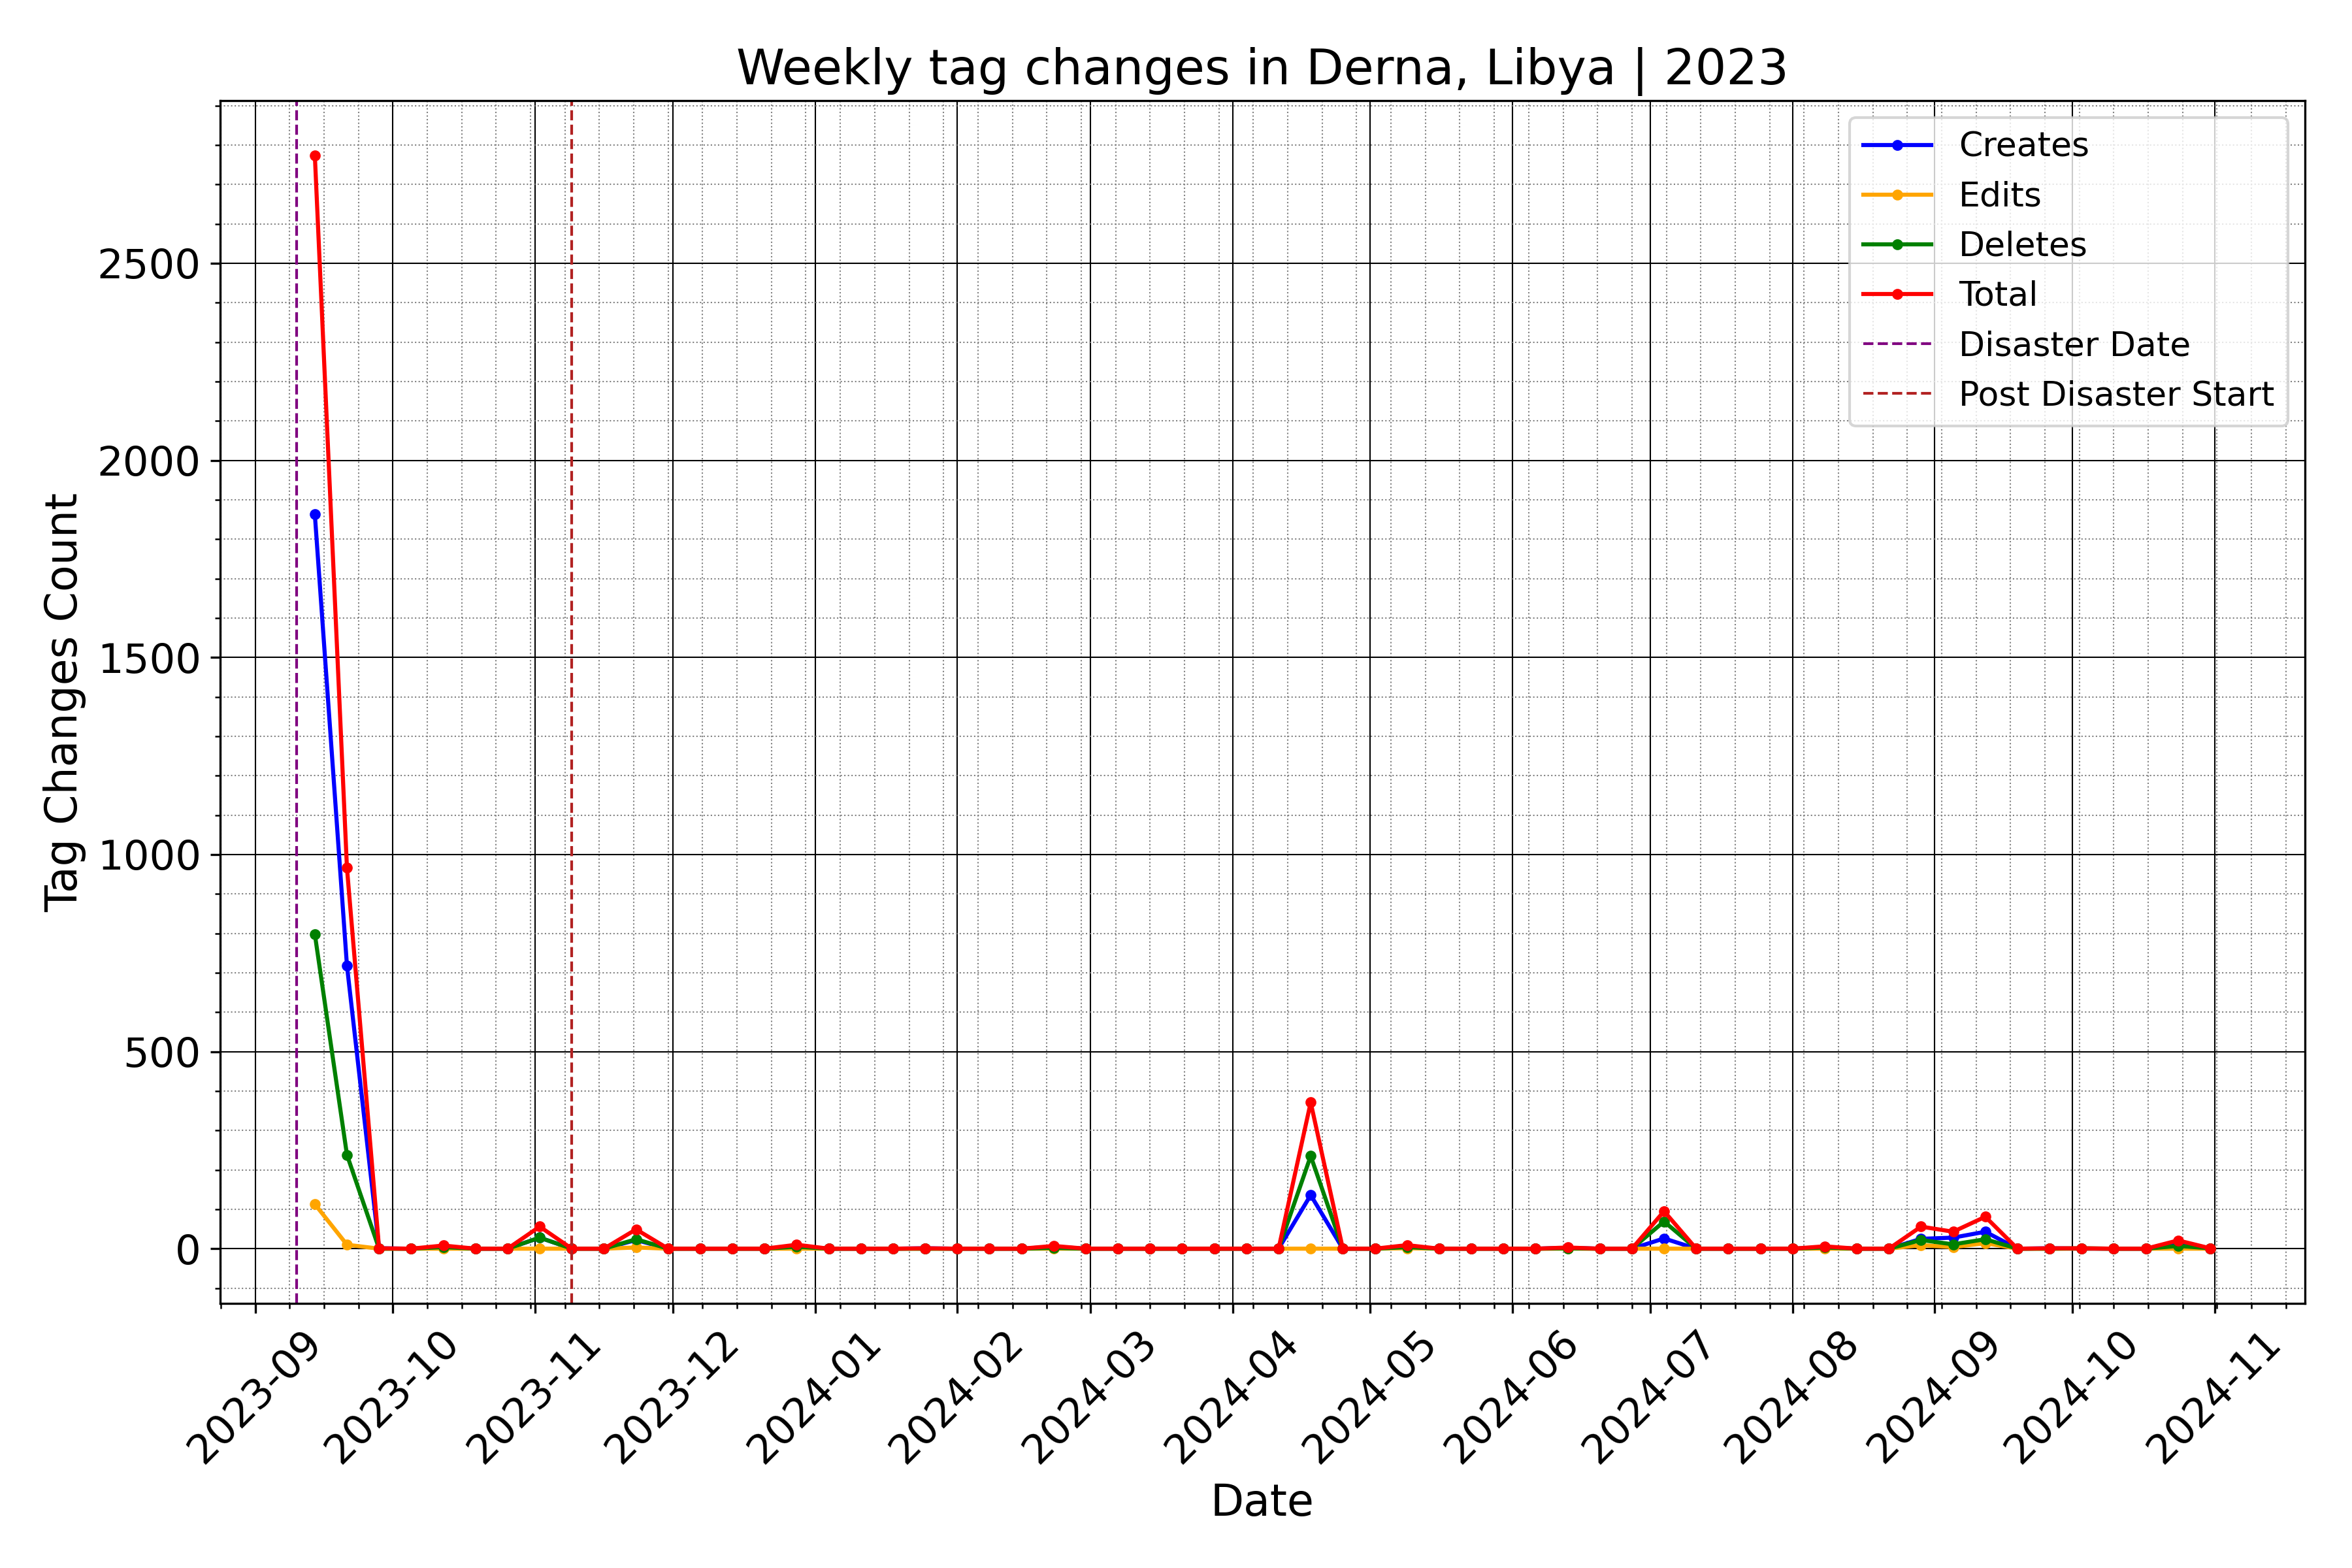 Weekly tag changes in Derna, Libya | 2023
Creates
Edits
Deletes
Total
Disaster Date
Post Disaster Start
Tag Changes Count
2500
2000
1500
1000
500
0
2023-09
2023-10
2023-11
2023-12
2024-01
2024-02
2024-03
2024-04
2024-05
2024-06
2024-07
2024-08
2024-09
2024-10
2024-11
Date